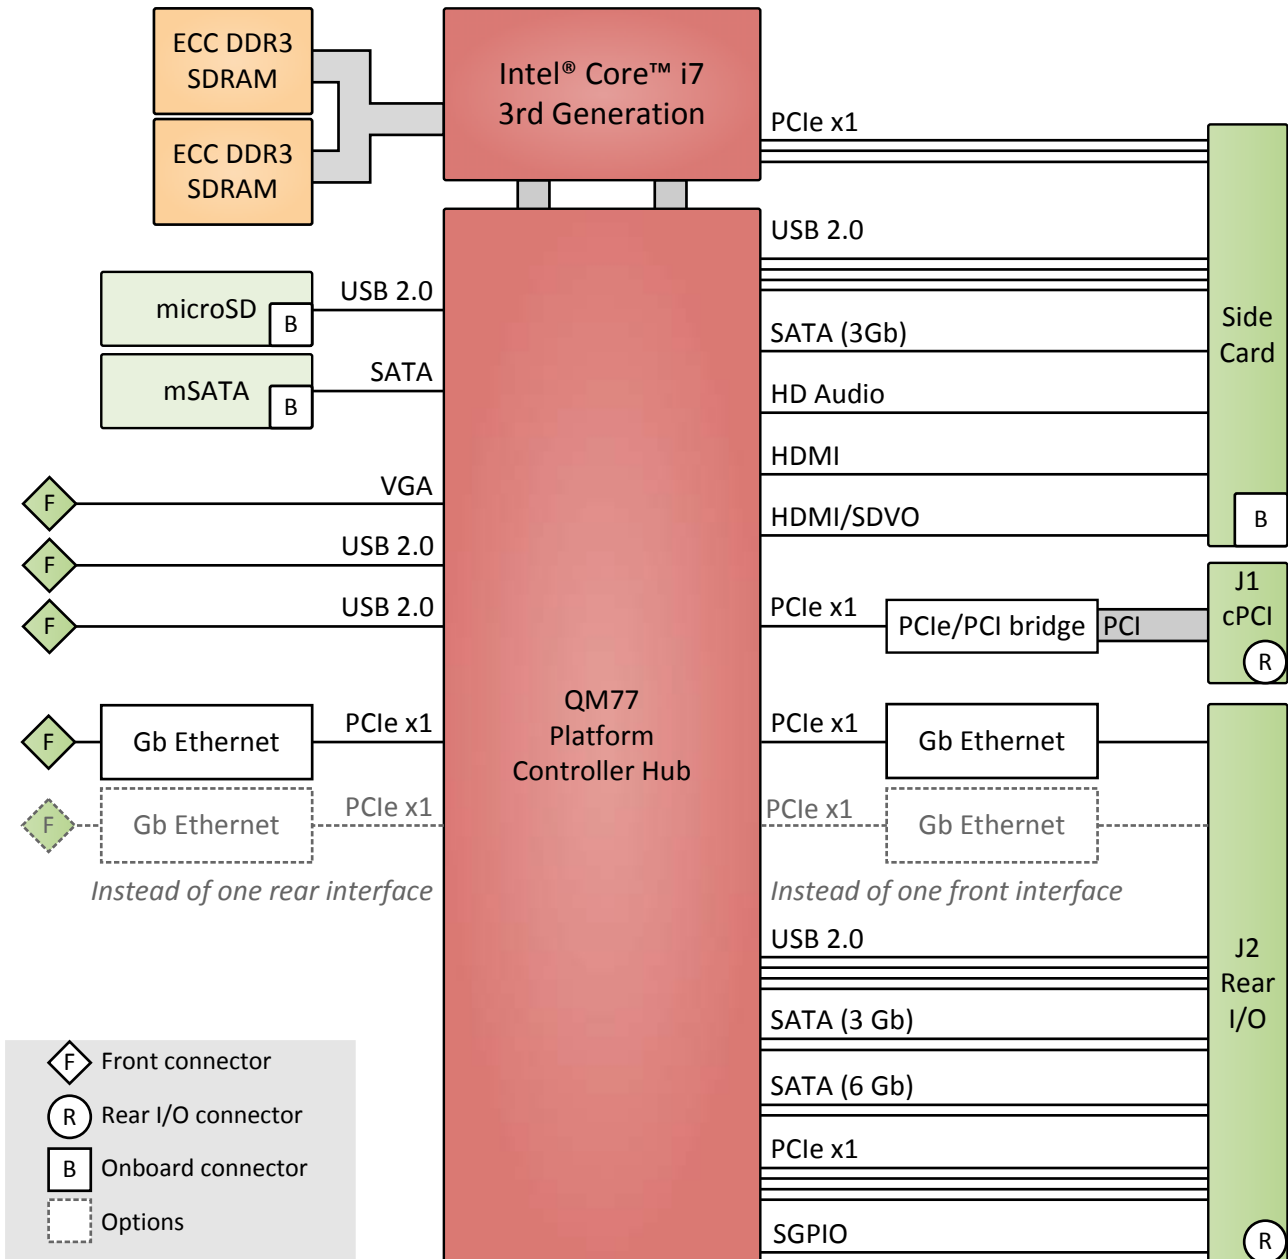 ECC DDR3
SDRAM
ECC DDR3
SDRAM
Intel® Core™ i7
3rd Generation
PCIe x1
USB 2.0
SATA (3Gb)
HD Audio
HDMI
HDMI/SDVO
Side
Card
B
microSD
B
USB 2.0
mSATA
B
SATA
F
VGA
F
USB 2.0
F
USB 2.0
PCIe x1
PCIe/PCI bridge
PCI
J1
cPCI
R
QM77
Platform
Controller Hub
F
Gb Ethernet
PCIe x1
F
Gb Ethernet
PCIe x1
Instead of one rear interface
PCIe x1
Gb Ethernet
PCIe x1
Gb Ethernet
Instead of one front interface
USB 2.0
SATA (3 Gb)
SATA (6 Gb)
PCIe x1
SGPIO
J2
Rear
I/O
R
F Front connector
R Rear I/O connector
B Onboard connector
Options